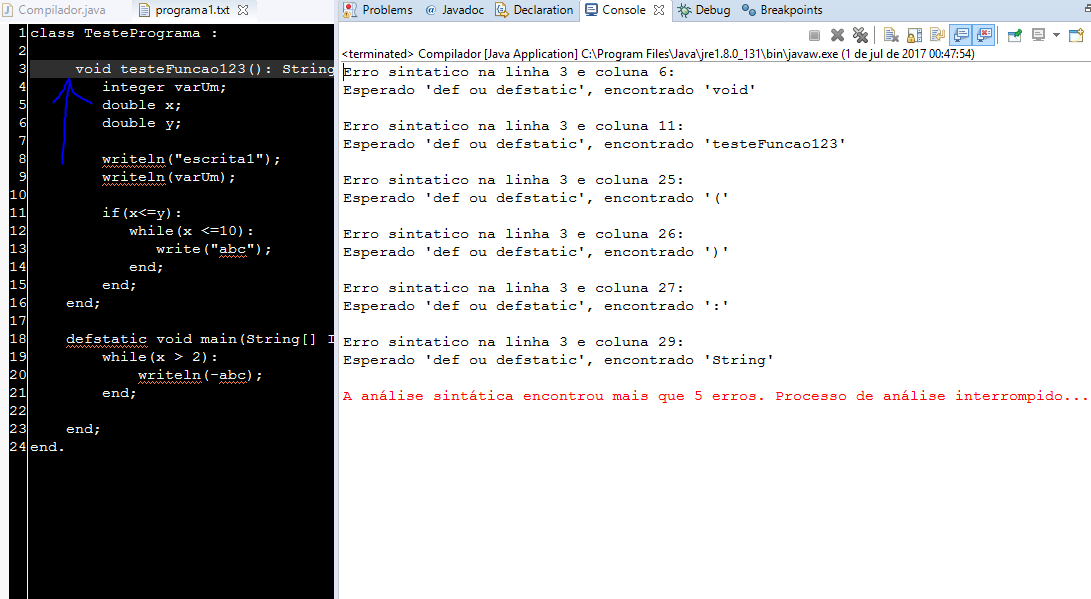 Compilador.java programa1.txt
1 class TestePrograma :
2
3 void testeFuncao123(): String
4 integer varUm;
5 double x;
6 double y;
7
8 writeln("escrita1");
9 writeln(varUm);
10
11 if(x<=y):
12 while(x <=10):
13 write("abc");
14 end;
15 end;
16 end;
17
18 defstatic void main(String[]
19 while(x > 2):
20 writeln(-abc);
21 end;
22
23 end;
24 end.
Problems @ Javadoc Declaration Console Debug Breakpoints
<terminated> Compilador [Java Application] C:\Program Files\Java\jre1.8.0_131\bin\javaw.exe (1 de jul de 2017 00:47:54)
Erro sintatico na linha 3 e coluna 6:
Esperado 'def ou defstatic', encontrado 'void'
Erro sintatico na linha 3 e coluna 11:
Esperado 'def ou defstatic', encontrado 'testeFuncao123'
Erro sintatico na linha 3 e coluna 25:
Esperado 'def ou defstatic', encontrado '('
Erro sintatico na linha 3 e coluna 26:
Esperado 'def ou defstatic', encontrado ')'
Erro sintatico na linha 3 e coluna 27:
Esperado 'def ou defstatic', encontrado ':'
Erro sintatico na linha 3 e coluna 29:
Esperado 'def ou defstatic', encontrado 'String'
A análise sintática encontrou mais que 5 erros. Processo de análise interrompido...